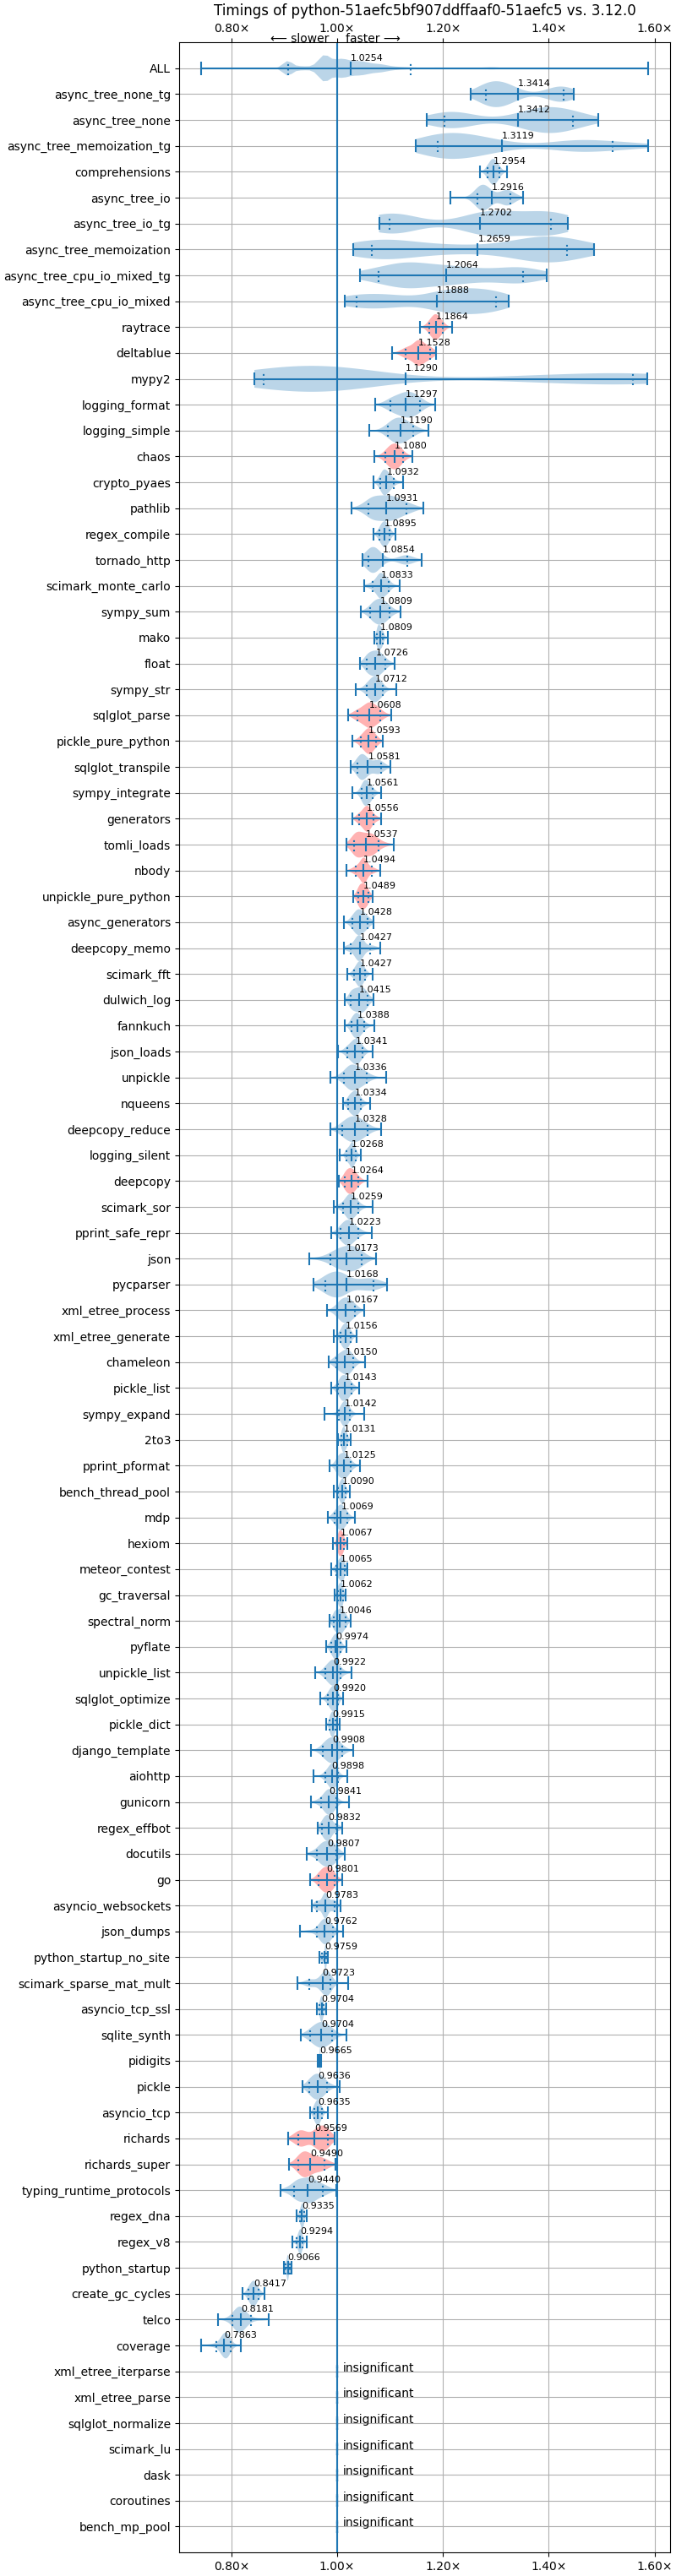 Timings of python-51aefc5bf907ddffaaf0-51aefc5 vs. 3.12.0
0.80× 1.00× 1.20× 1.40× 1.60×
⟵ slower faster ⟶
ALL 1.0254
async_tree_none_tg 1.3414
async_tree_none 1.3412
async_tree_memoization_tg 1.3119
comprehensions 1.2954
async_tree_io 1.2916
async_tree_io_tg 1.2702
async_tree_memoization 1.2659
async_tree_cpu_io_mixed_tg 1.2064
async_tree_cpu_io_mixed 1.1888
raytrace 1.1864
deltablue 1.1528
mypy2 1.1290
logging_format 1.1297
logging_simple 1.1190
chaos 1.1080
crypto_pyaes 1.0932
pathlib 1.0931
regex_compile 1.0895
tornado_http 1.0854
scimark_monte_carlo 1.0833
sympy_sum 1.0809
mako 1.0809
float 1.0726
sympy_str 1.0712
sqlglot_parse 1.0608
pickle_pure_python 1.0593
sqlglot_transpile 1.0581
sympy_integrate 1.0561
generators 1.0556
tomli_loads 1.0537
nbody 1.0494
unpickle_pure_python 1.0489
async_generators 1.0428
deepcopy_memo 1.0427
scimark_fft 1.0427
dulwich_log 1.0415
fannkuch 1.0388
json_loads 1.0341
unpickle 1.0336
nqueens 1.0334
deepcopy_reduce 1.0328
logging_silent 1.0268
deepcopy 1.0264
scimark_sor 1.0259
pprint_safe_repr 1.0223
json 1.0173
pycparser 1.0168
xml_etree_process 1.0167
xml_etree_generate 1.0156
chameleon 1.0150
pickle_list 1.0143
sympy_expand 1.0142
2to3 1.0131
pprint_pformat 1.0125
bench_thread_pool 1.0090
mdp 1.0069
hexiom 1.0067
meteor_contest 1.0065
gc_traversal 1.0062
spectral_norm 1.0046
pyflate 0.9974
unpickle_list 0.9922
sqlglot_optimize 0.9920
pickle_dict 0.9915
django_template 0.9908
aiohttp 0.9898
gunicorn 0.9841
regex_effbot 0.9832
docutils 0.9807
go 0.9801
asyncio_websockets 0.9783
json_dumps 0.9762
python_startup_no_site 0.9759
scimark_sparse_mat_mult 0.9723
asyncio_tcp_ssl 0.9704
sqlite_synth 0.9704
pidigits 0.9665
pickle 0.9636
asyncio_tcp 0.9635
richards 0.9569
richards_super 0.9490
typing_runtime_protocols 0.9440
regex_dna 0.9335
regex_v8 0.9294
python_startup 0.9066
create_gc_cycles 0.8417
telco 0.8181
coverage 0.7863
xml_etree_iterparse insignificant
xml_etree_parse insignificant
sqlglot_normalize insignificant
scimark_lu insignificant
dask insignificant
coroutines insignificant
bench_mp_pool insignificant
0.80× 1.00× 1.20× 1.40× 1.60×